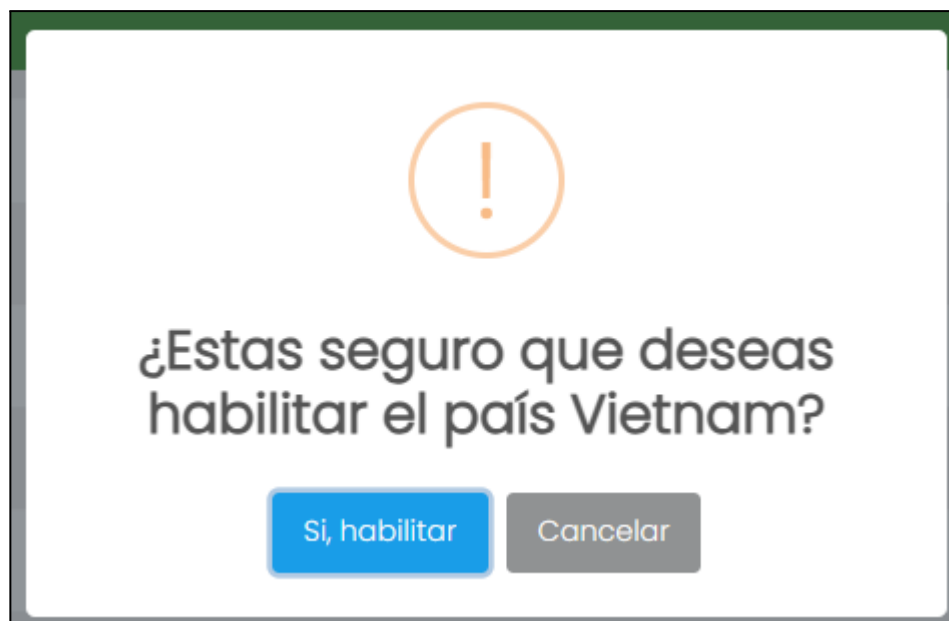 !
¿Estas seguro que deseas
habilitar el país Vietnam?
Si, habilitar
Cancelar